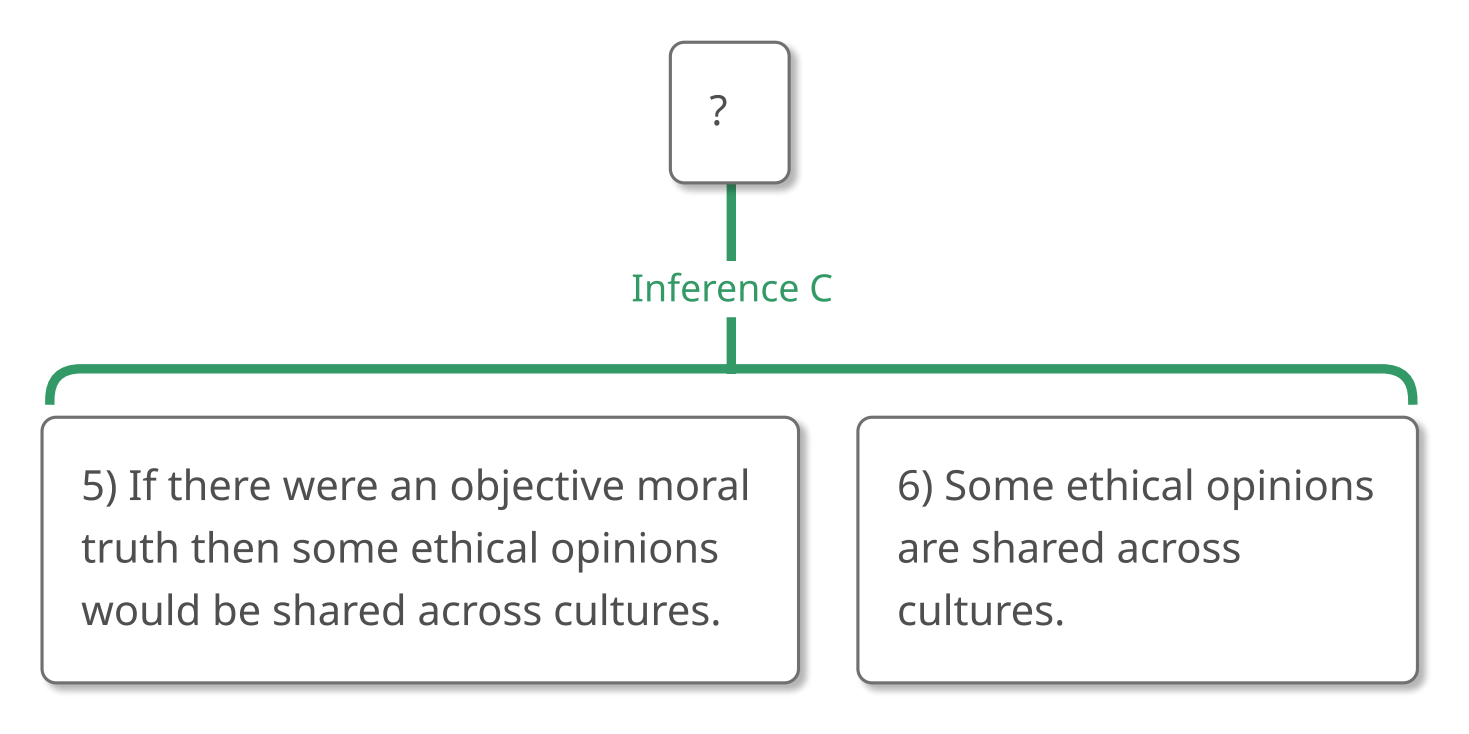 ?
Inference C
5) If there were an objective moral
truth then some ethical opinions
would be shared across cultures.
6) Some ethical opinions
are shared across
cultures.